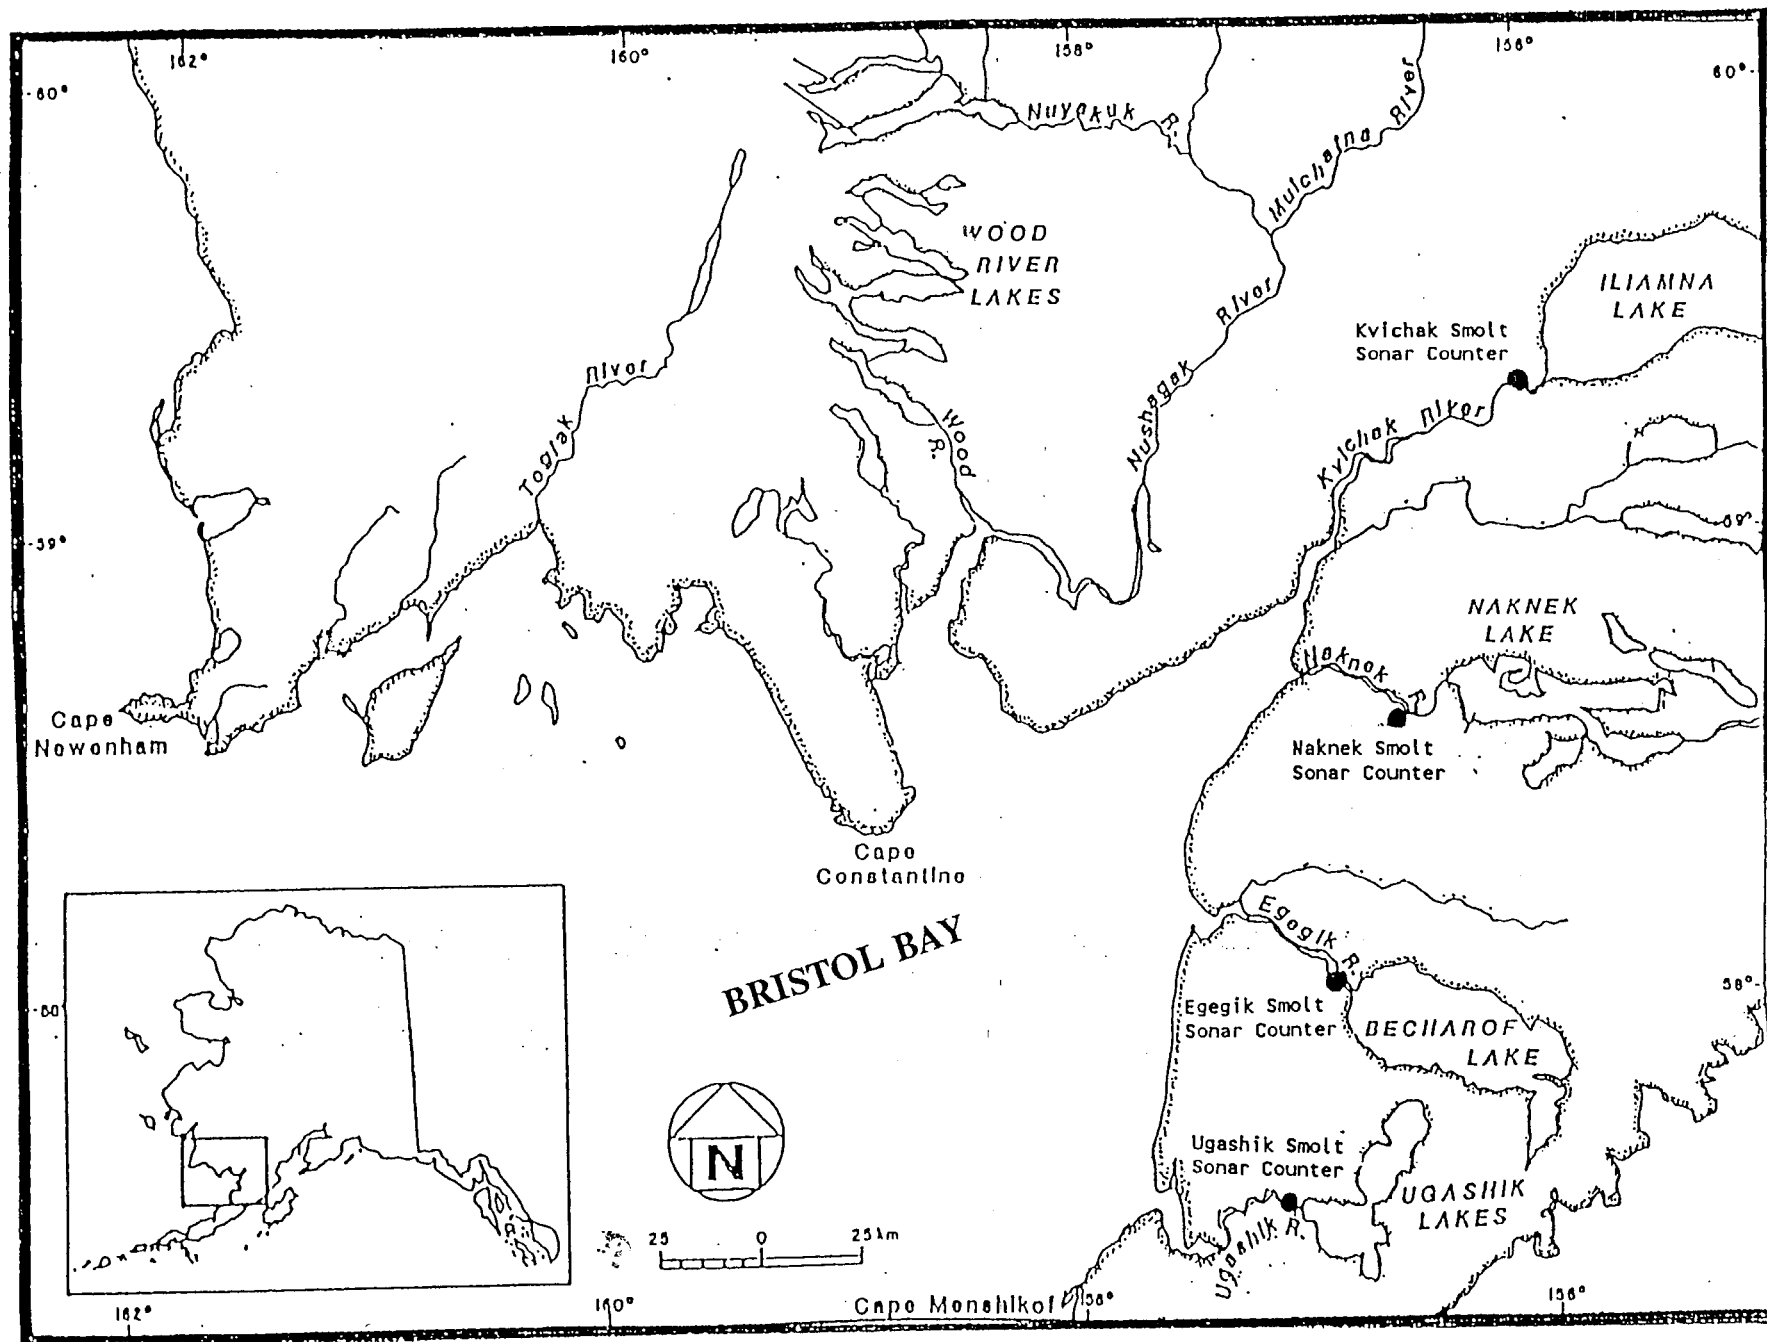 162°
160°
158°
156°
60°
60°
Nuyakuk R.
Mulchatna River
WOOD
RIVER
LAKES
ILIAMNA
LAKE
Kvichak Smolt
Sonar Counter
Togiak River
Wood R.
Nushagak River
Kvichak River
59°
59°
NAKNEK
LAKE
Naknek R.
Naknek Smolt
Sonar Counter
Cape
Newenham
Cape
Constantine
BRISTOL BAY
Egegik R.
58°
Egegik Smolt
Sonar Counter
BECHAROF
LAKE
Ugashik Smolt
Sonar Counter
UGASHIK
LAKES
Ugashik R.
N
25 0 25 km
Cape Menshikof
162°
160°
158°
156°